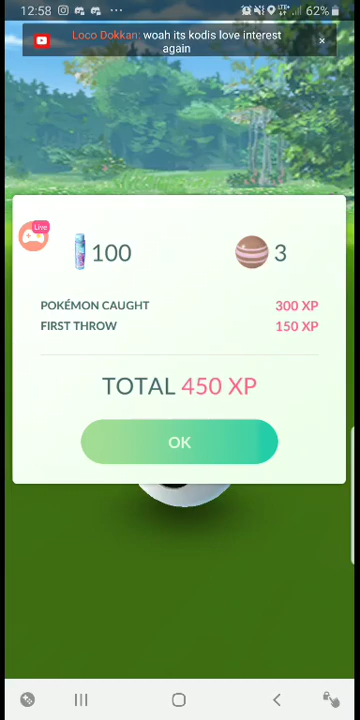 12:58
62%
Loco Dokkan: woah its kodis love interest
again
×
Live
100
3
POKÉMON CAUGHT 300 XP
FIRST THROW 150 XP
TOTAL 450 XP
OK